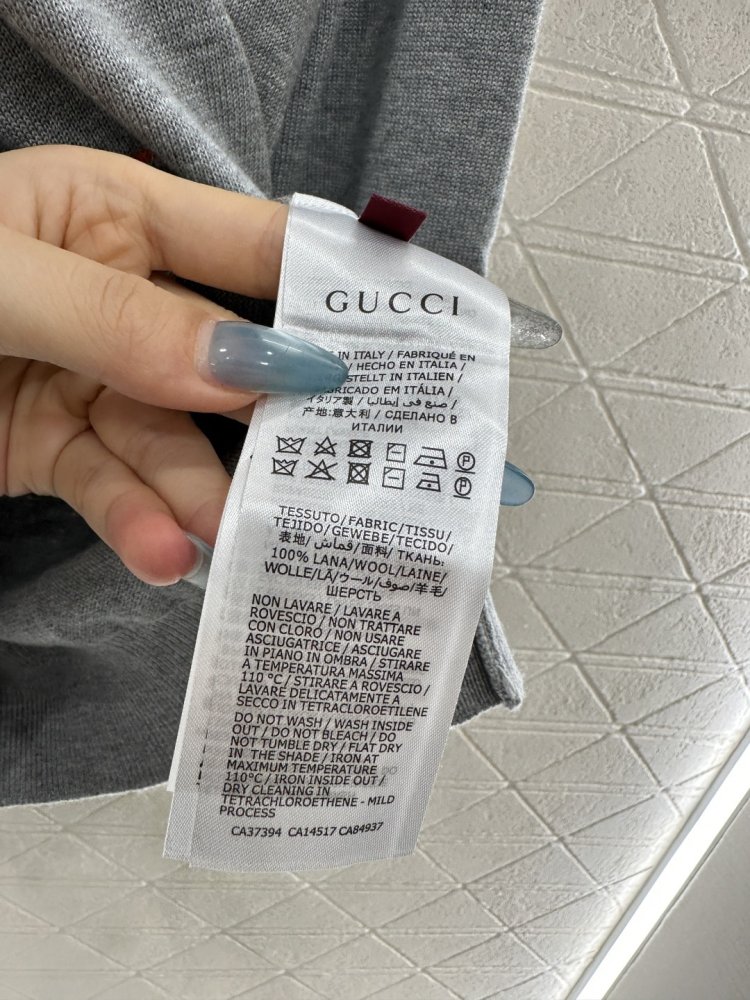 GUCCI
IN ITALY / FABRIQUÉ EN
/ HECHO EN ITALIA /
STELLT IN ITALIEN /
RICADO EM ITÁLIA /
イタリア製 / صنع في إيطاليا /
产地:意大利 / СДЕЛАНО В
ИТАЛИИ
P
P
TESSUTO/FABRIC/TISSU/
TEJIDO/GEWEBE/TECIDO/
表地/قماش/面料/ТКАНЬ:
100% LANA/WOOL/LAINE/
WOLLE/LÃ/ウール/صوف/羊毛/
ШЕРСТЬ
NON LAVARE / LAVARE A
ROVESCIO / NON TRATTARE
CON CLORO / NON USARE
ASCIUGATRICE / ASCIUGARE
IN PIANO IN OMBRA / STIRARE
A TEMPERATURA MASSIMA
110 °C / STIRARE A ROVESCIO /
LAVARE DELICATAMENTE A
SECCO IN TETRACLOROETILENE
DO NOT WASH / WASH INSIDE
OUT / DO NOT BLEACH / DO
NOT TUMBLE DRY / FLAT DRY
IN THE SHADE / IRON AT
MAXIMUM TEMPERATURE
110°C / IRON INSIDE OUT /
DRY CLEANING IN
TETRACHLOROETHENE - MILD
PROCESS
CA37394 CA14517 CA84937